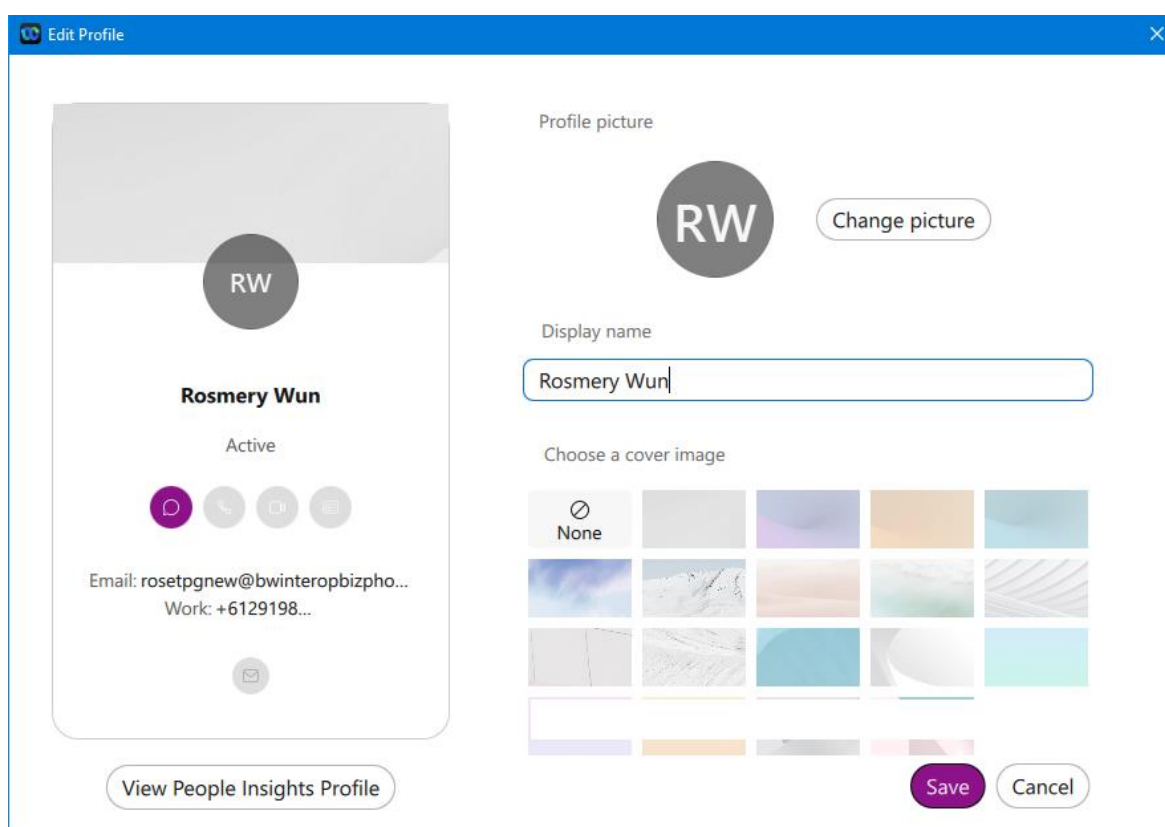 Edit Profile
RW
Rosmery Wun
Active
Email: rosetpgnew@bwinteropbizpho...
Work: +6129198...
View People Insights Profile
Profile picture
RW
Change picture
Display name
Rosmery Wun
Choose a cover image
None
Save
Cancel